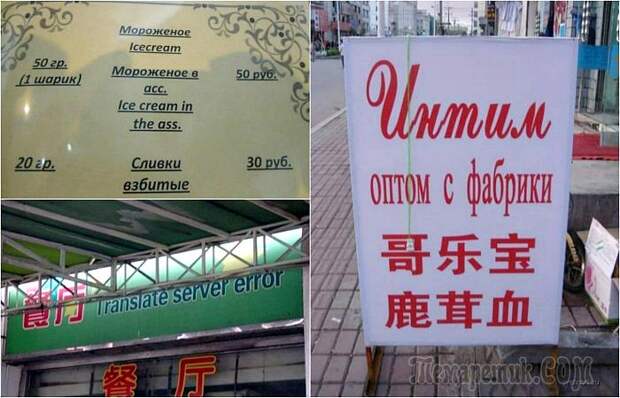 Мороженое
Icecream
50 гр.
(1 шарик)
Мороженое в
асс.
Ice cream in
the ass.
50 руб.
20 гр.
Сливки
взбитые
30 руб.
餐厅 Translate server error
餐厅
Интим
оптом с фабрики
哥乐宝
鹿茸血
Техаретик.COM